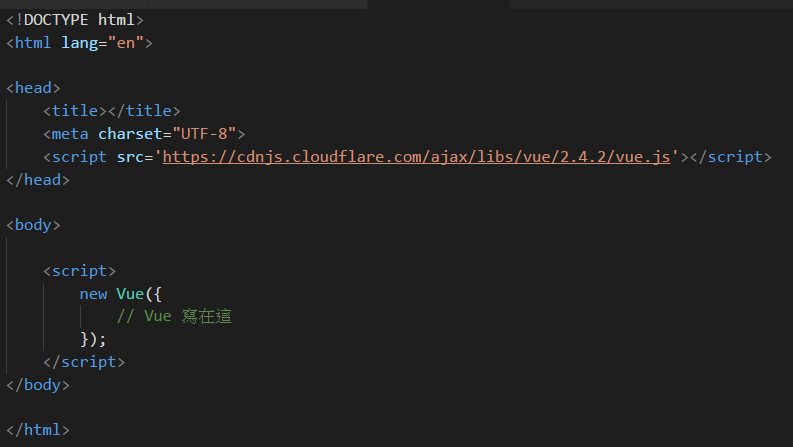 <!DOCTYPE html>
<html lang="en">
<head>
<title></title>
<meta charset="UTF-8">
<script src='https://cdnjs.cloudflare.com/ajax/libs/vue/2.4.2/vue.js'></script>
</head>
<body>
<script>
new Vue({
// Vue 寫在這
});
</script>
</body>
</html>